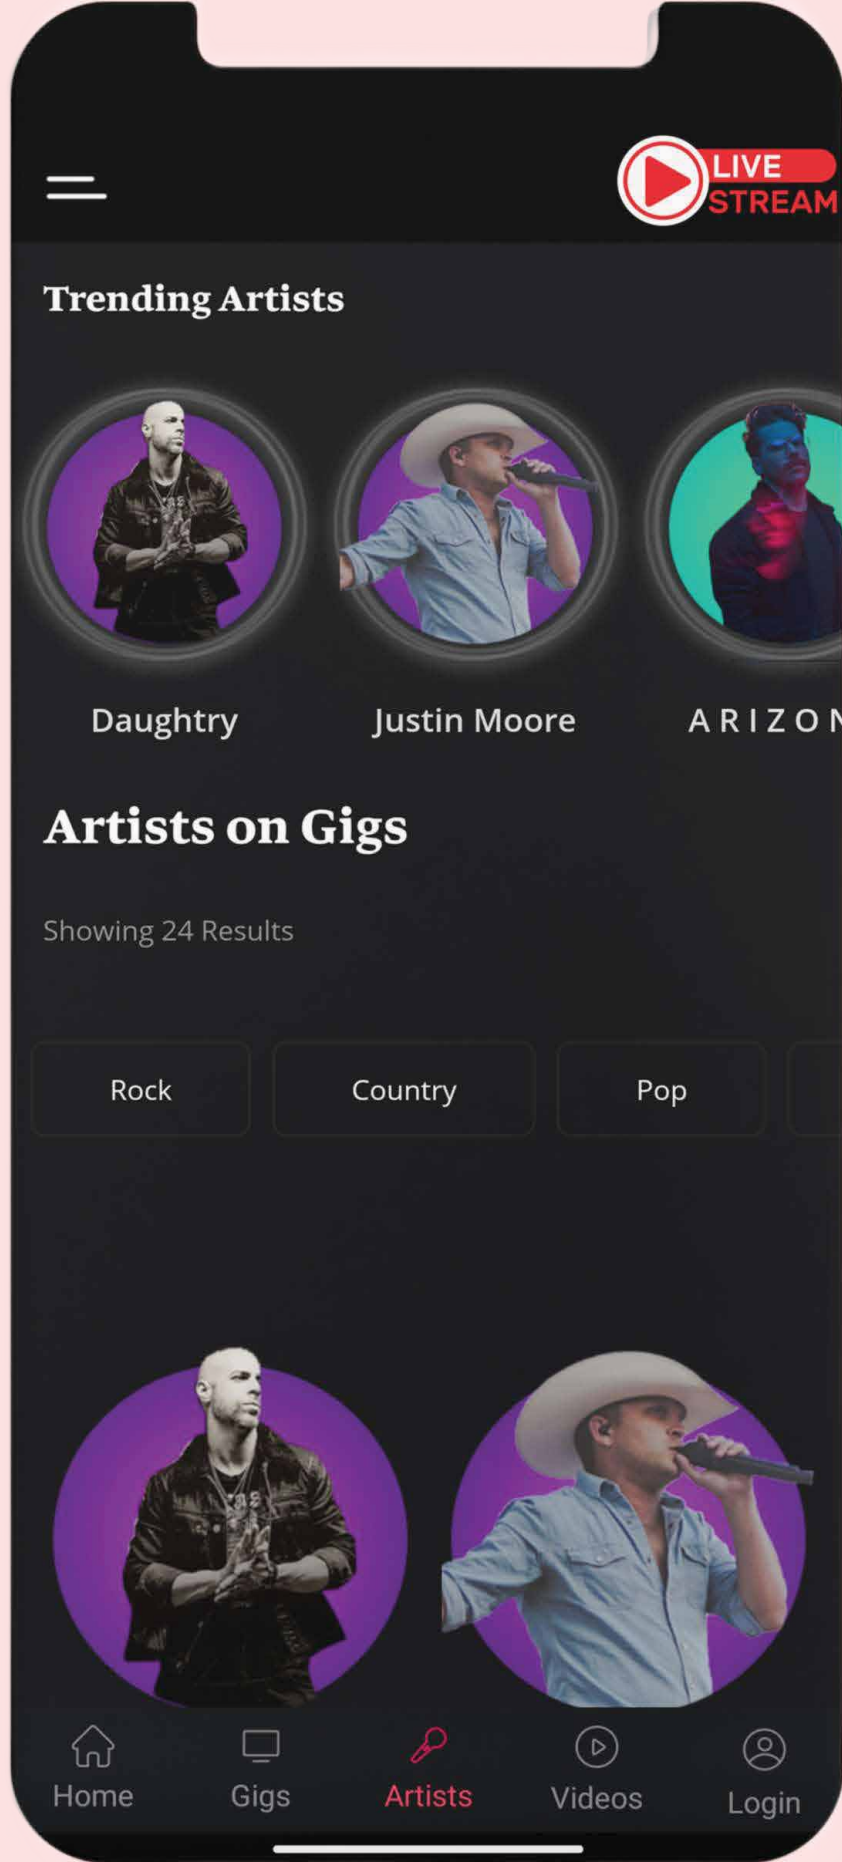 LIVE
STREAM
Trending Artists
Daughtry Justin Moore A R I Z O N
Artists on Gigs
Showing 24 Results
Rock Country Pop
Home Gigs Artists Videos Login